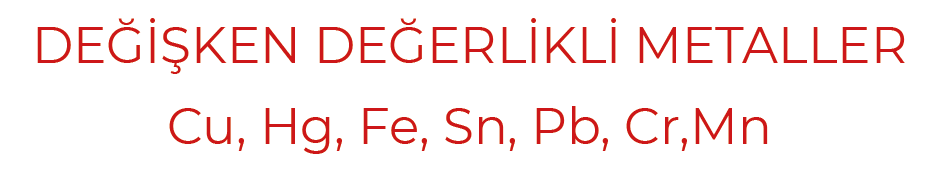 DEĞİŞKEN DEĞERLİKLİ METALLER
Cu, Hg, Fe, Sn, Pb, Cr,Mn